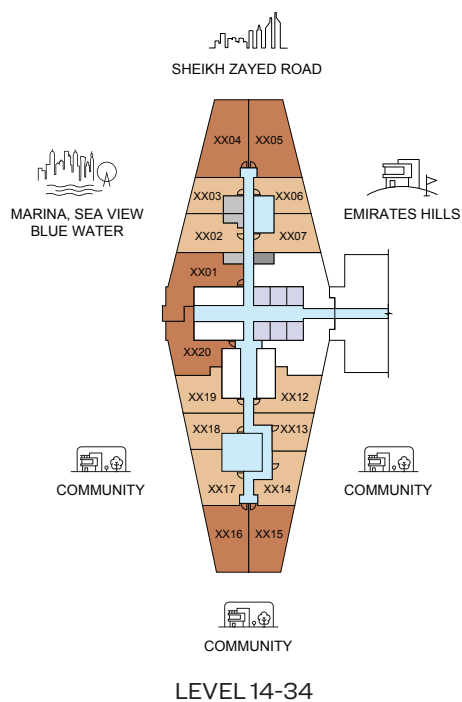 SHEIKH ZAYED ROAD
XX04 XX05
MARINA, SEA VIEW
BLUE WATER
XX03 XX06
EMIRATES HILLS
XX02 XX07
XX01
XX20
XX19 XX12
XX18 XX13
COMMUNITY
XX17 XX14
COMMUNITY
XX16 XX15
COMMUNITY
LEVEL 14-34